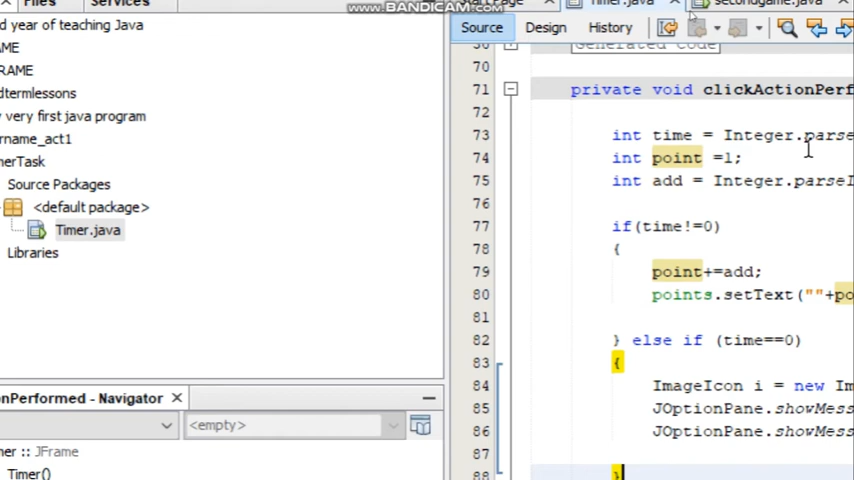 Files
Services
Timer.java
secondgame.java
www.BANDICAM.com
d year of teaching Java
AME
RAME
dtermlessons
y very first java program
rname_act1
nerTask
Source Packages
<default package>
Timer.java
Libraries
onPerformed - Navigator
<empty>
ner :: JFrame
Timer()
Source
Design
History
Generated Code
70
71 private void clickActionPerf
72
73 int time = Integer.parse
74 int point =1;
75 int add = Integer.parseI
76
77 if(time!=0)
78 {
79 point+=add;
80 points.setText(""+po
81
82 } else if (time==0)
83 {
84 ImageIcon i = new Im
85 JOptionPane.showMess
86 JOptionPane.showMess
87
88 }